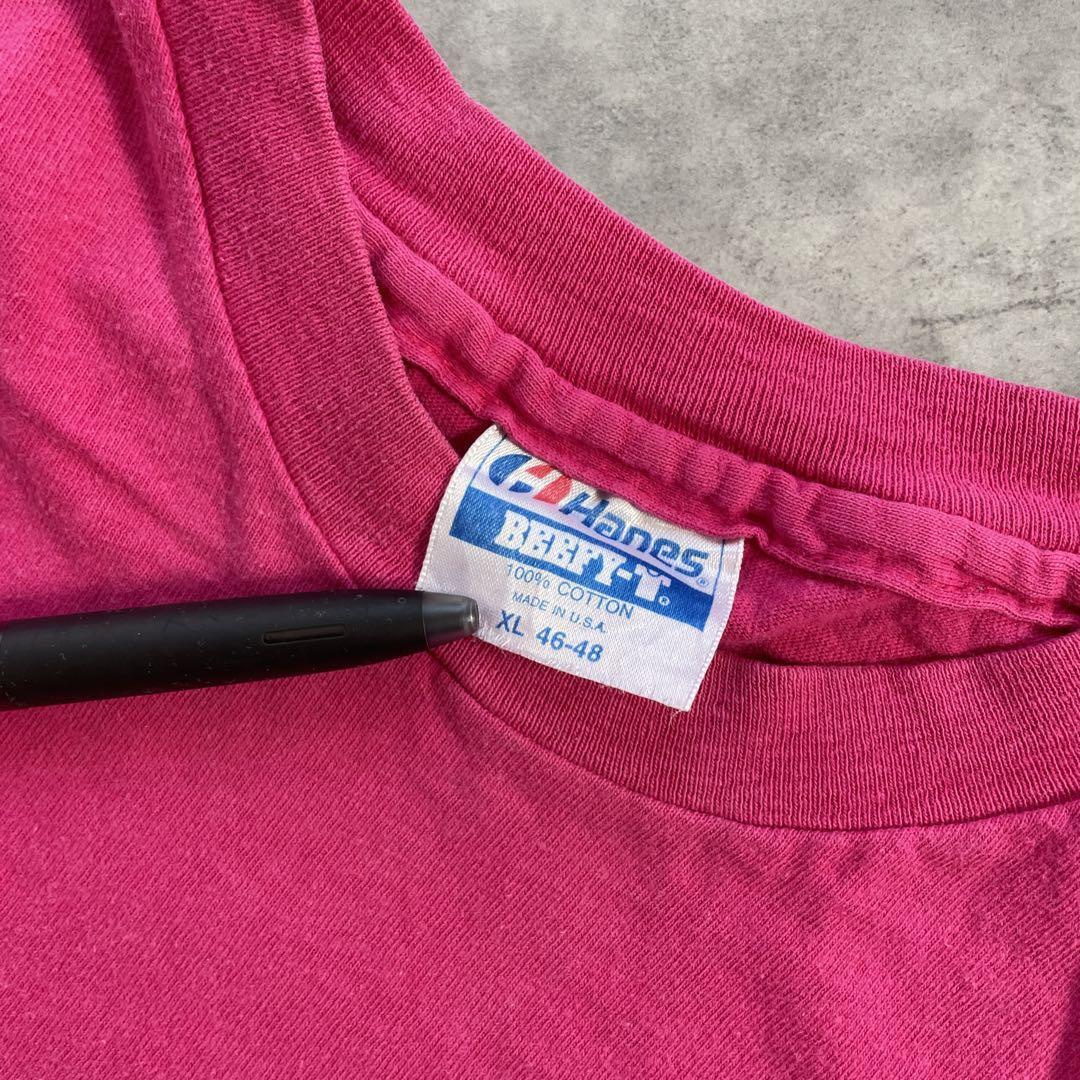 Hanes®
BEEFY-T®
100% COTTON
MADE IN U.S.A.
XL 46-48